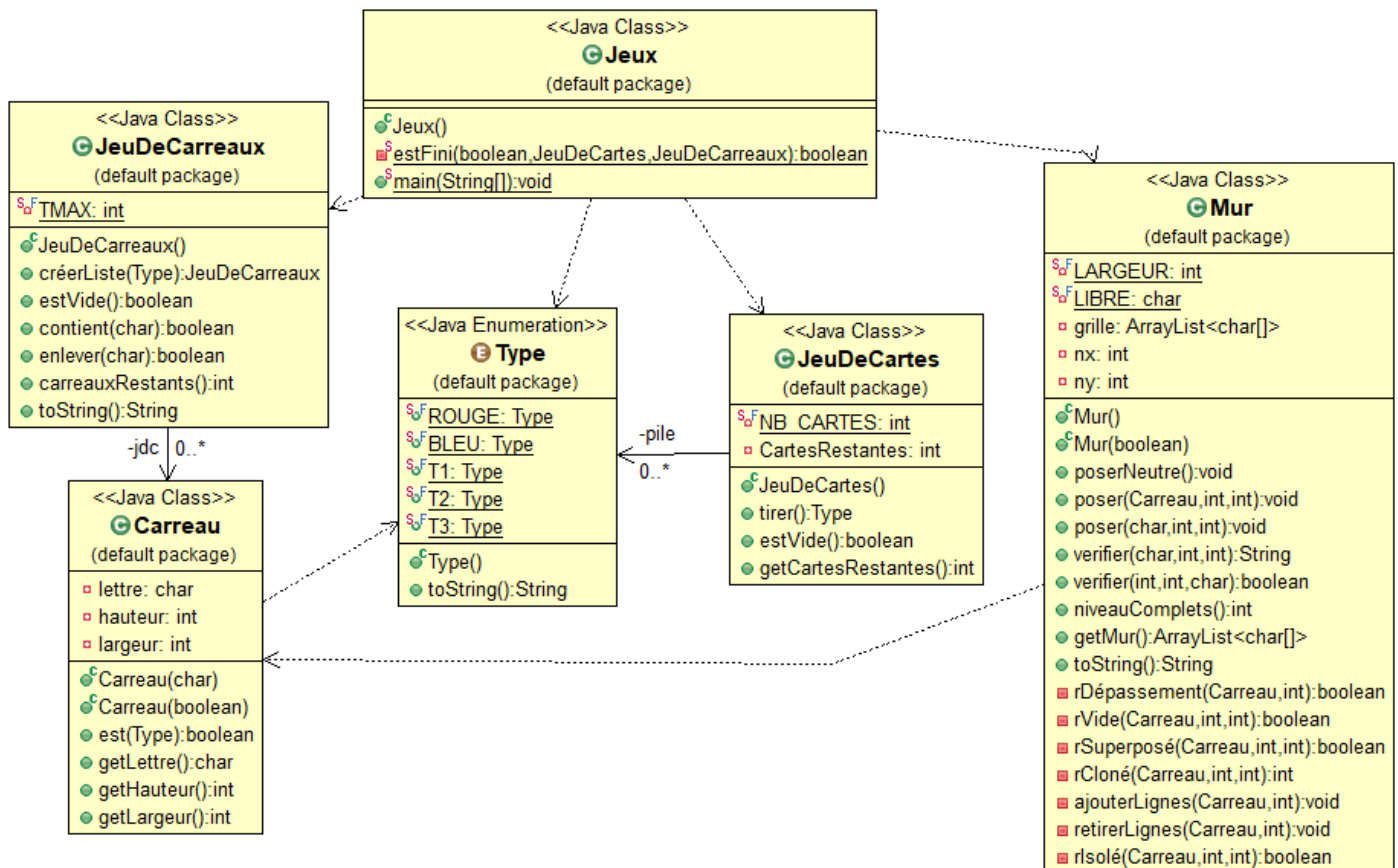 <<Java Class>>
Jeux
(default package)
Jeux()
estFini(boolean,JeuDeCartes,JeuDeCarreaux):boolean
main(String[]):void
<<Java Class>>
JeuDeCarreaux
(default package)
TMAX: int
JeuDeCarreaux()
créerListe(Type):JeuDeCarreaux
estVide():boolean
contient(char):boolean
enlever(char):boolean
carreauxRestants():int
toString():String
-jdc 0..*
<<Java Class>>
Carreau
(default package)
lettre: char
hauteur: int
largeur: int
Carreau(char)
Carreau(boolean)
est(Type):boolean
getLettre():char
getHauteur():int
getLargeur():int
<<Java Enumeration>>
Type
(default package)
ROUGE: Type
BLEU: Type
T1: Type
T2: Type
T3: Type
Type()
toString():String
-pile
0..*
<<Java Class>>
JeuDeCartes
(default package)
NB_CARTES: int
CartesRestantes: int
JeuDeCartes()
tirer():Type
estVide():boolean
getCartesRestantes():int
<<Java Class>>
Mur
(default package)
LARGEUR: int
LIBRE: char
grille: ArrayList<char[]>
nx: int
ny: int
Mur()
Mur(boolean)
poserNeutre():void
poser(Carreau,int,int):void
poser(char,int,int):void
verifier(char,int,int):String
verifier(int,int,char):boolean
niveauComplets():int
getMur():ArrayList<char[]>
toString():String
rDépassement(Carreau,int):boolean
rVide(Carreau,int,int):boolean
rSuperposé(Carreau,int,int):boolean
rCloné(Carreau,int,int):int
ajouterLignes(Carreau,int):void
retirerLignes(Carreau,int):void
rIsolé(Carreau,int,int):boolean